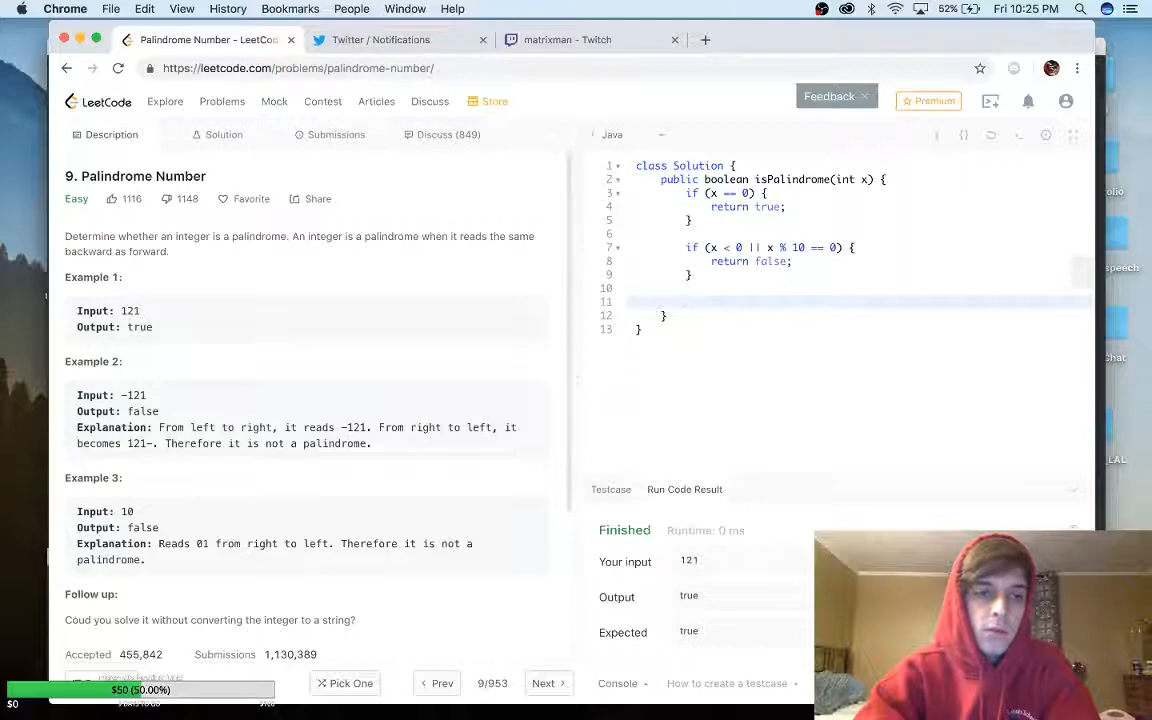 Chrome File Edit View History Bookmarks People Window Help 52% Fri 10:25 PM
Palindrome Number - LeetCod Twitter / Notifications matrixman - Twitch
https://leetcode.com/problems/palindrome-number/
LeetCode Explore Problems Mock Contest Articles Discuss Store Feedback Premium
Description Solution Submissions Discuss (849)
9. Palindrome Number
Easy 1116 1148 Favorite Share
Determine whether an integer is a palindrome. An integer is a palindrome when it reads the same
backward as forward.
Example 1:
Input: 121
Output: true
Example 2:
Input: -121
Output: false
Explanation: From left to right, it reads -121. From right to left, it
becomes 121-. Therefore it is not a palindrome.
Example 3:
Input: 10
Output: false
Explanation: Reads 01 from right to left. Therefore it is not a
palindrome.
Follow up:
Coud you solve it without converting the integer to a string?
Accepted 455,842 Submissions 1,130,389
Pick One Prev 9/953 Next
$50 (50.00%)
$0
Java
1 class Solution {
2 public boolean isPalindrome(int x) {
3 if (x == 0) {
4 return true;
5 }
6
7 if (x < 0 || x % 10 == 0) {
8 return false;
9 }
10
11
12 }
13 }
Testcase Run Code Result
Finished Runtime: 0 ms
Your input 121
Output true
Expected true
Console How to create a testcase
speech
Chat
_LAL